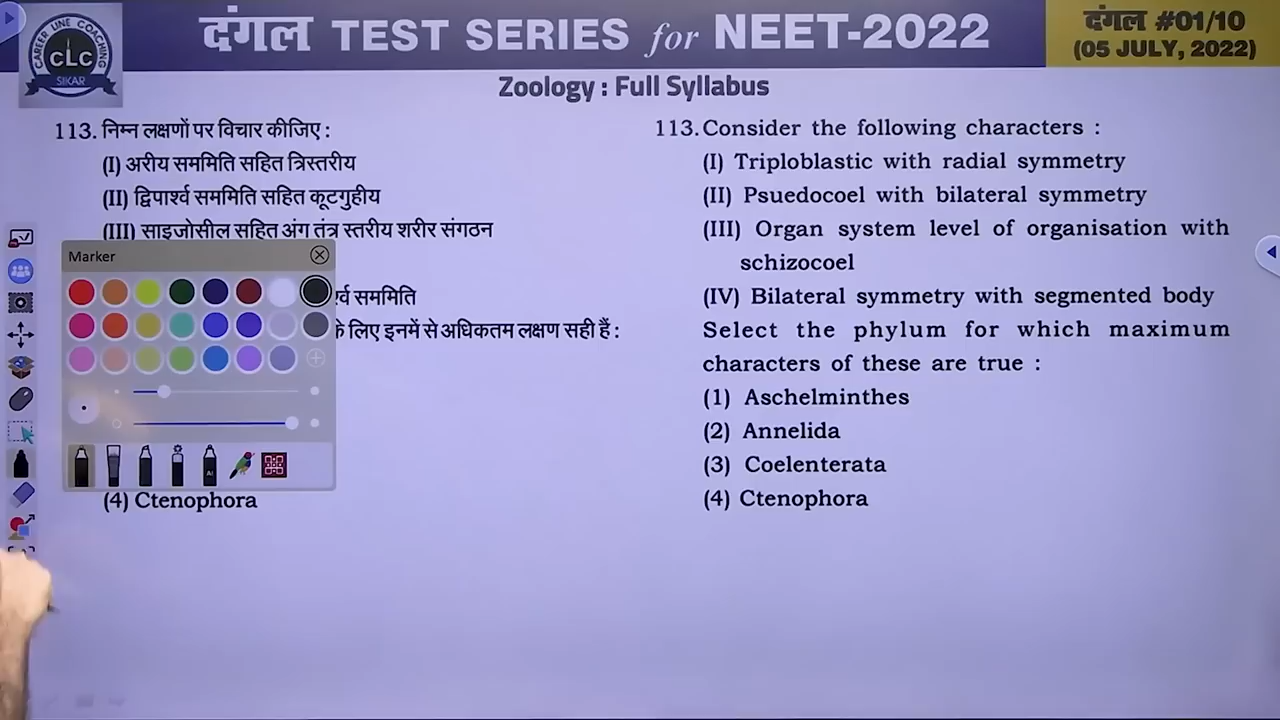 CAREER LINE COACHING
CLC
SIKAR
दंगल TEST SERIES for NEET-2022
दंगल #01/10
(05 JULY, 2022)
Zoology : Full Syllabus
113. निम्न लक्षणों पर विचार कीजिए :
(I) अरीय सममिति सहित त्रिस्तरीय
(II) द्विपार्श्व सममिति सहित कूटगुहीय
(III) साइजोसील सहित अंग तंत्र स्तरीय शरीर संगठन
सममिति
के लिए इनमें से अधिकतम लक्षण सही हैं :
(4) Ctenophora
Marker
AI
113. Consider the following characters :
(I) Triploblastic with radial symmetry
(II) Psuedocoel with bilateral symmetry
(III) Organ system level of organisation with
schizocoel
(IV) Bilateral symmetry with segmented body
Select the phylum for which maximum
characters of these are true :
(1) Aschelminthes
(2) Annelida
(3) Coelenterata
(4) Ctenophora